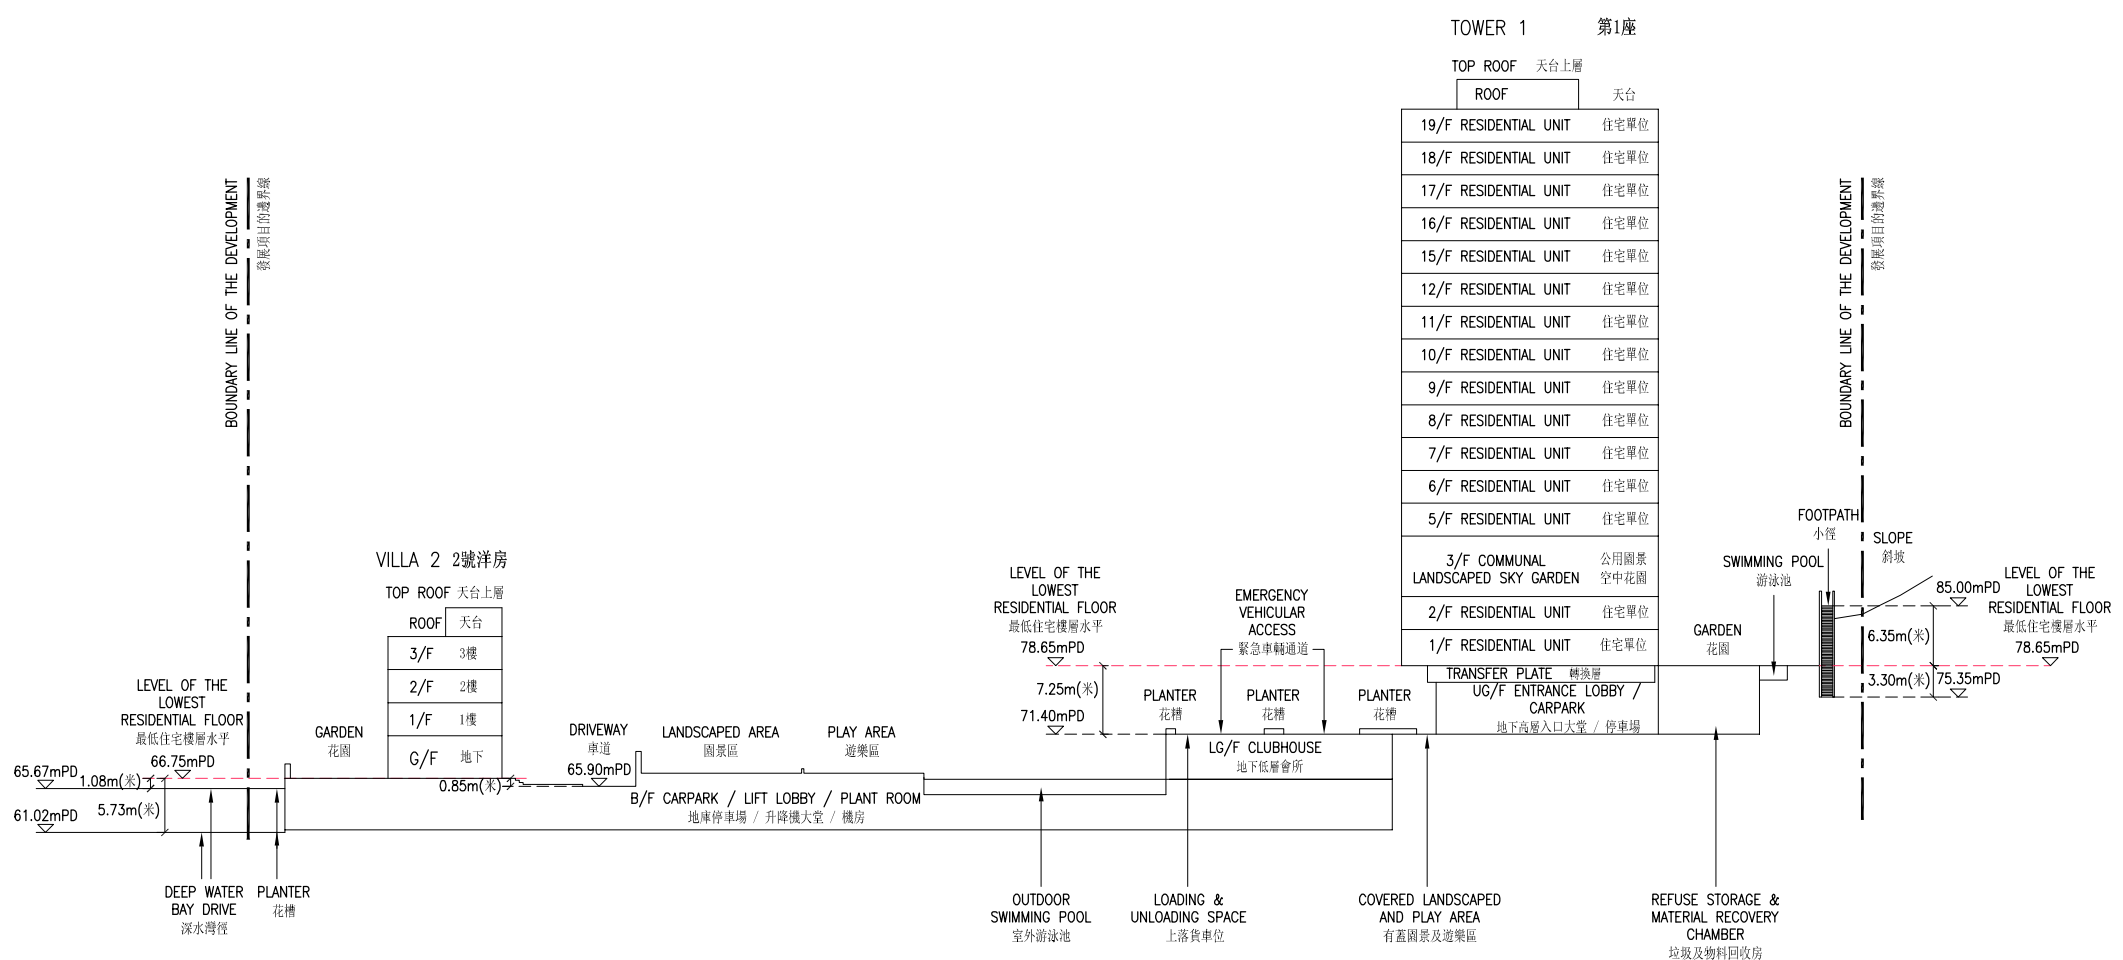 TOWER 1 第1座
TOP ROOF 天台上層
ROOF 天台
19/F RESIDENTIAL UNIT 住宅單位
18/F RESIDENTIAL UNIT 住宅單位
17/F RESIDENTIAL UNIT 住宅單位
16/F RESIDENTIAL UNIT 住宅單位
15/F RESIDENTIAL UNIT 住宅單位
12/F RESIDENTIAL UNIT 住宅單位
11/F RESIDENTIAL UNIT 住宅單位
10/F RESIDENTIAL UNIT 住宅單位
9/F RESIDENTIAL UNIT 住宅單位
8/F RESIDENTIAL UNIT 住宅單位
7/F RESIDENTIAL UNIT 住宅單位
6/F RESIDENTIAL UNIT 住宅單位
5/F RESIDENTIAL UNIT 住宅單位
3/F COMMUNAL 公用園景
LANDSCAPED SKY GARDEN 空中花園
2/F RESIDENTIAL UNIT 住宅單位
1/F RESIDENTIAL UNIT 住宅單位
TRANSFER PLATE 轉換層
UG/F ENTRANCE LOBBY /
CARPARK
地下高層入口大堂 / 停車場
BOUNDARY LINE OF THE DEVELOPMENT
發展項目的邊界線
VILLA 2 2號洋房
TOP ROOF 天台上層
ROOF 天台
3/F 3樓
2/F 2樓
1/F 1樓
G/F 地下
LEVEL OF THE
LOWEST
RESIDENTIAL FLOOR
最低住宅樓層水平
66.75mPD
65.67mPD
1.08m(米)
5.73m(米)
61.02mPD
GARDEN
花園
DEEP WATER
BAY DRIVE
深水灣徑
PLANTER
花槽
0.85m(米)
DRIVEWAY
車道
65.90mPD
LANDSCAPED AREA
園景區
PLAY AREA
遊樂區
B/F CARPARK / LIFT LOBBY / PLANT ROOM
地庫停車場 / 升降機大堂 / 機房
LEVEL OF THE
LOWEST
RESIDENTIAL FLOOR
最低住宅樓層水平
78.65mPD
7.25m(米)
71.40mPD
EMERGENCY
VEHICULAR
ACCESS
緊急車輛通道
PLANTER
花糟
PLANTER
花糟
PLANTER
花糟
LG/F CLUBHOUSE
地下低層會所
OUTDOOR
SWIMMING POOL
室外游泳池
LOADING &
UNLOADING SPACE
上落貨車位
COVERED LANDSCAPED
AND PLAY AREA
有蓋園景及遊樂區
REFUSE STORAGE &
MATERIAL RECOVERY
CHAMBER
垃圾及物料回收房
GARDEN
花園
SWIMMING POOL
游泳池
FOOTPATH
小徑
BOUNDARY LINE OF THE DEVELOPMENT
發展項目的邊界線
SLOPE
斜坡
85.00mPD
6.35m(米)
3.30m(米)
75.35mPD
LEVEL OF THE
LOWEST
RESIDENTIAL FLOOR
最低住宅樓層水平
78.65mPD